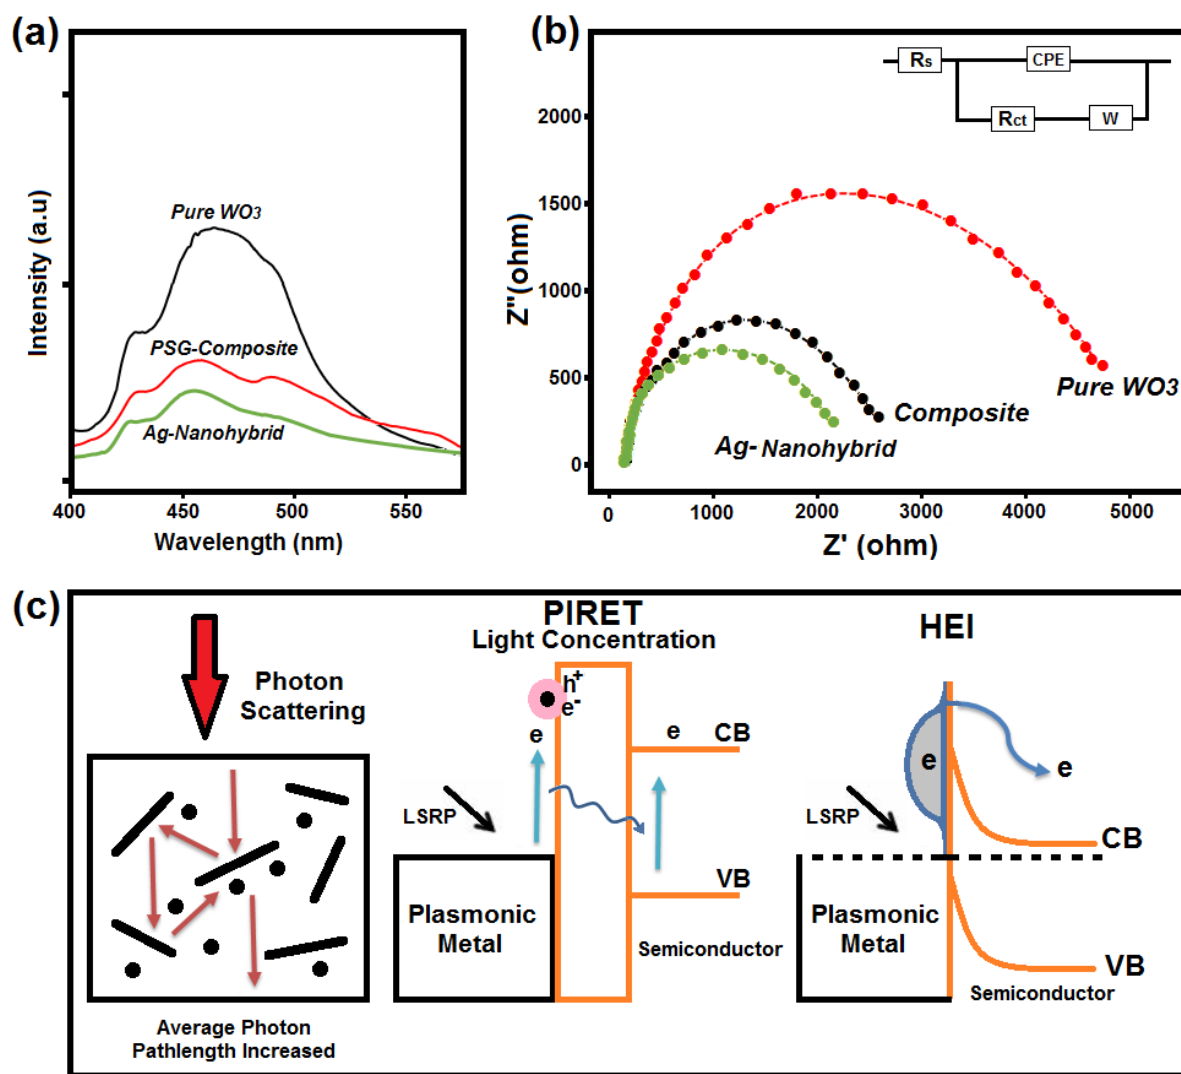 (a)
Intensity (a.u)
Pure WO3
PSG-Composite
Ag-Nanohybrid
400
450
500
550
Wavelength (nm)
(b)
Z"(ohm)
2000
1500
1000
500
0
Rs
CPE
Rct
W
Pure WO3
Composite
Ag-Nanohybrid
0
1000
2000
3000
4000
5000
Z' (ohm)
(c)
Photon
Scattering
Average Photon
Pathlength Increased
PIRET
Light Concentration
h+
e-
e
e
CB
LSRP
VB
Plasmonic
Metal
Semiconductor
HEI
e
e
LSRP
CB
Plasmonic
Metal
VB
Semiconductor